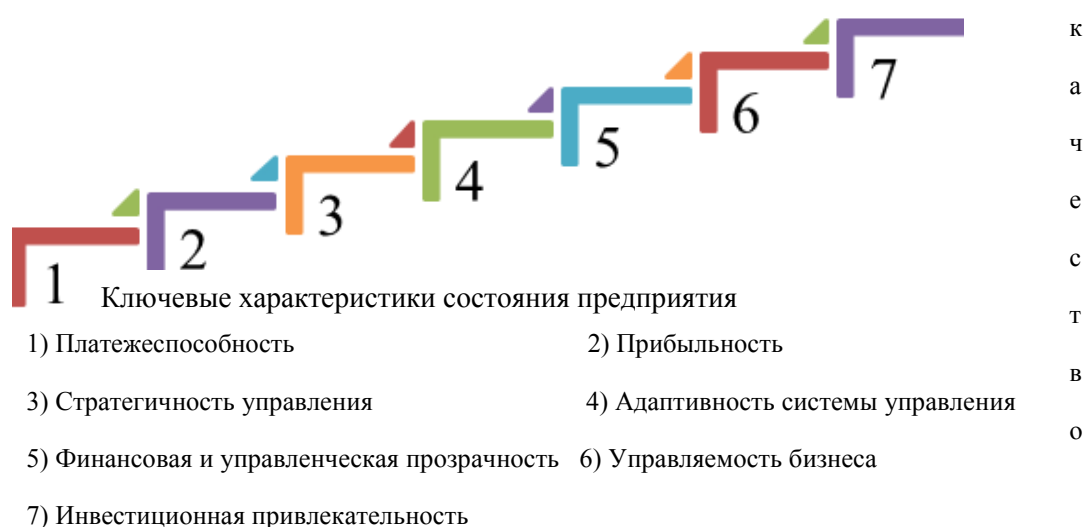 1
2
3
4
5
6
7
Ключевые характеристики состояния предприятия
1) Платежеспособность 2) Прибыльность
3) Стратегичность управления 4) Адаптивность системы управления
5) Финансовая и управленческая прозрачность 6) Управляемость бизнеса
7) Инвестиционная привлекательность
к
а
ч
е
с
т
в
о